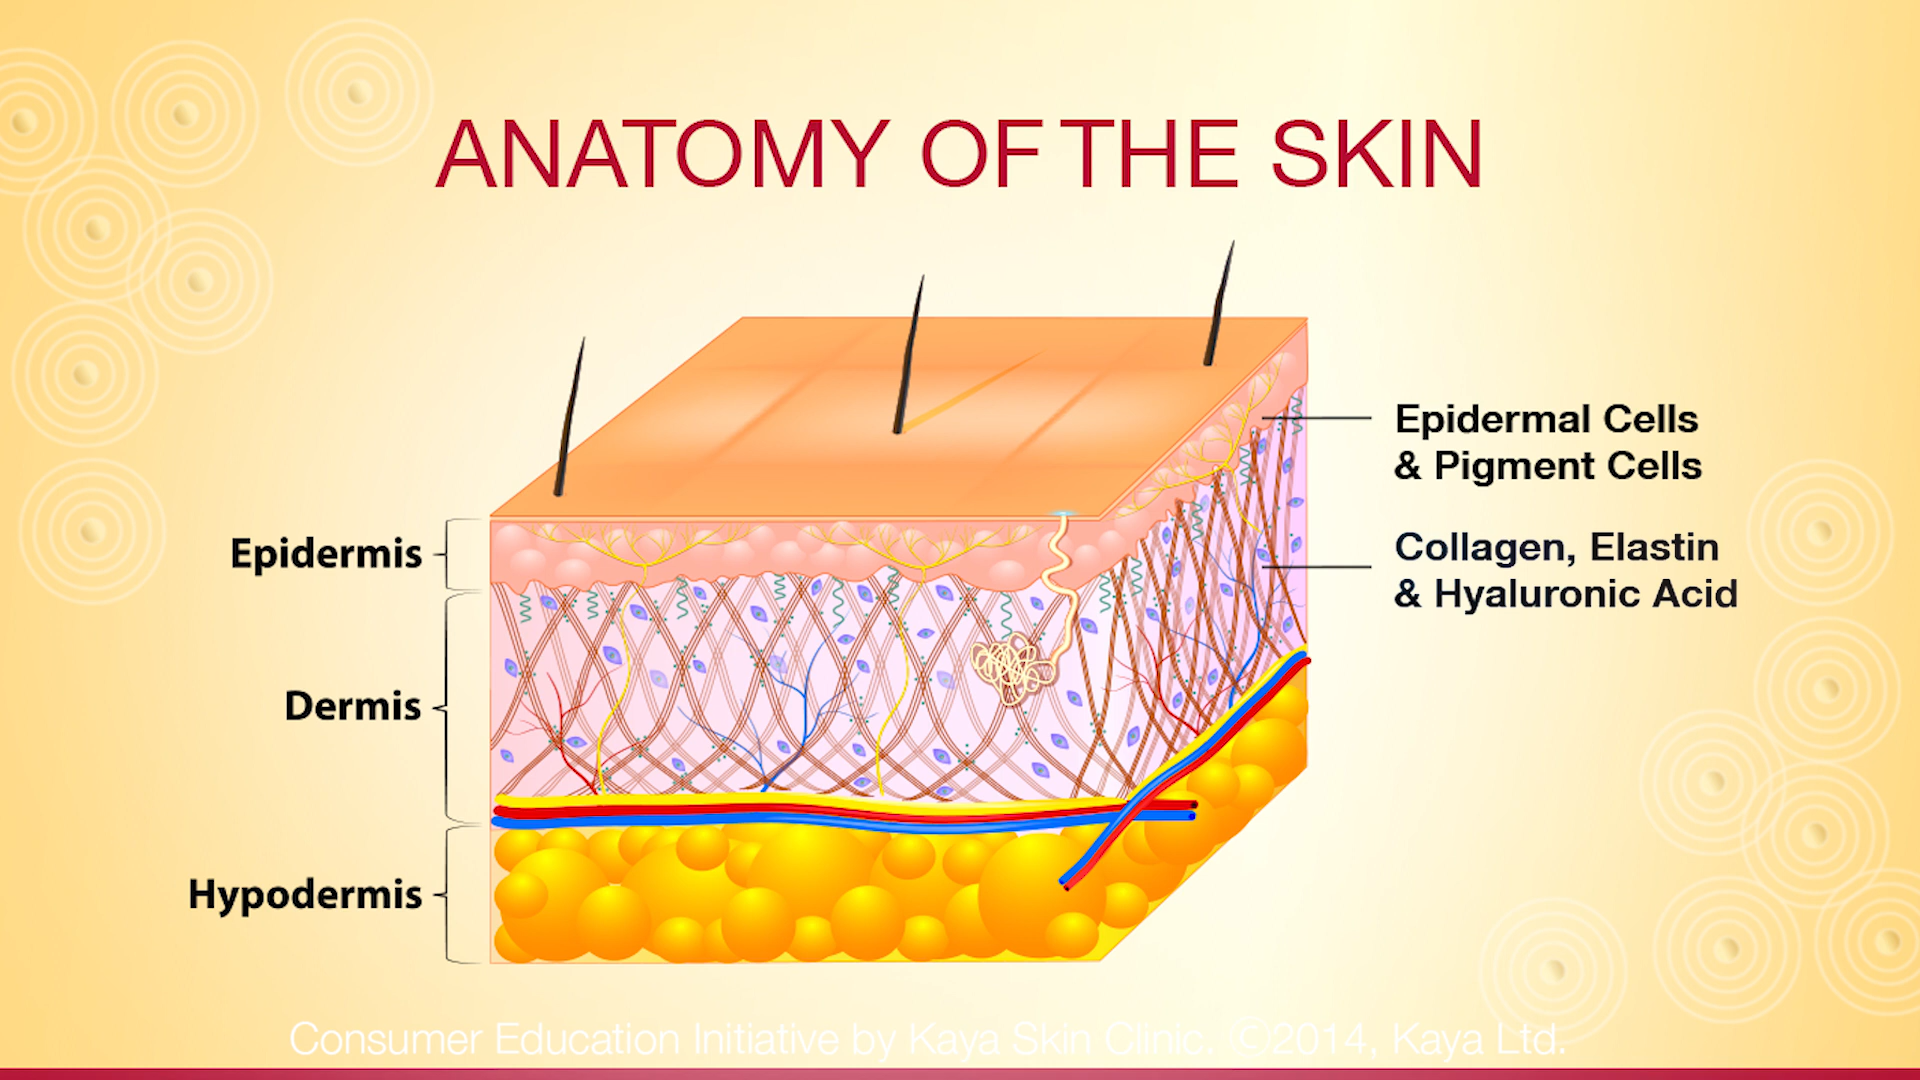 ANATOMY OF THE SKIN
Epidermal Cells
& Pigment Cells
Epidermis
Collagen, Elastin
& Hyaluronic Acid
Dermis
Hypodermis
Consumer Education Initiative by Kaya Skin Clinic. ©2014, Kaya Ltd.